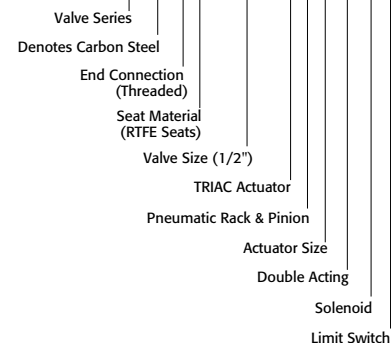 Valve Series
Denotes Carbon Steel
End Connection
(Threaded)
Seat Material
(RTFE Seats)
Valve Size (1/2")
TRIAC Actuator
Pneumatic Rack & Pinion
Actuator Size
Double Acting
Solenoid
Limit Switch